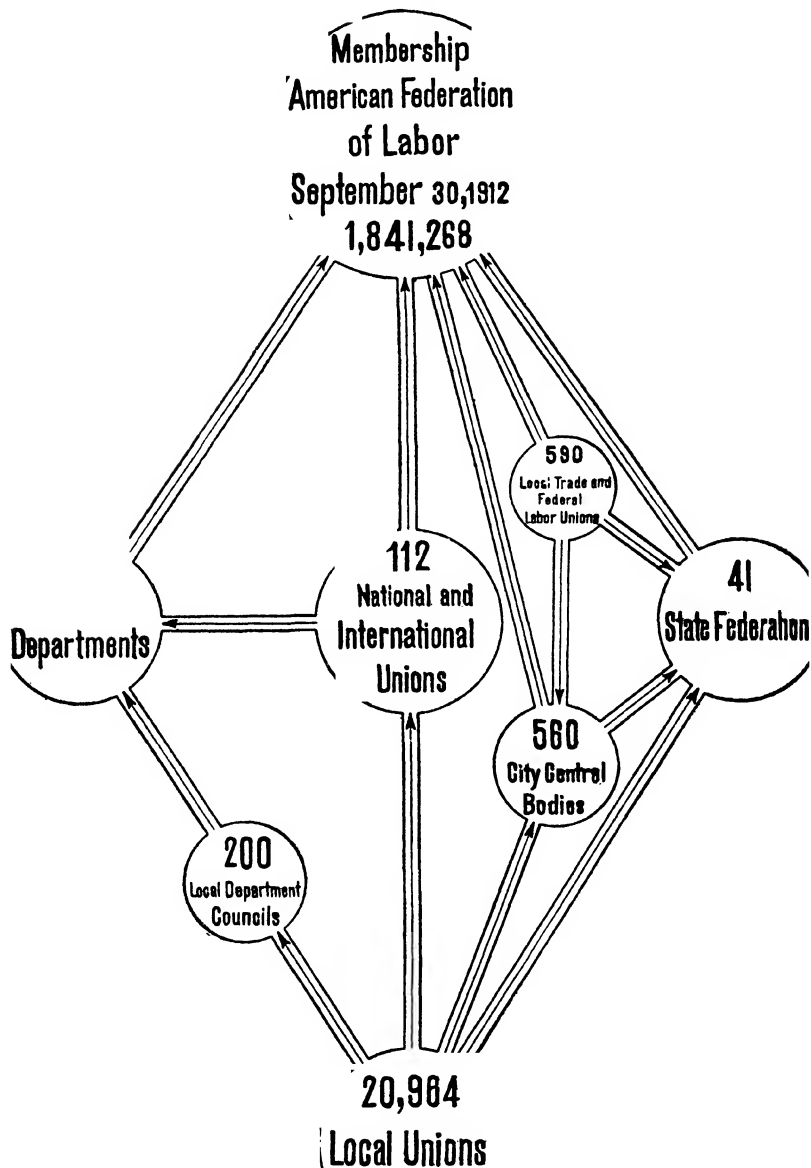 Membership
American Federation
of Labor
September 30, 1912
1,841,268
590
Local Trade and
Federal
Labor Unions
112
National and
International
Unions
41
State Federation
Departments
560
City Central
Bodies
200
Local Department
Councils
20,964
Local Unions